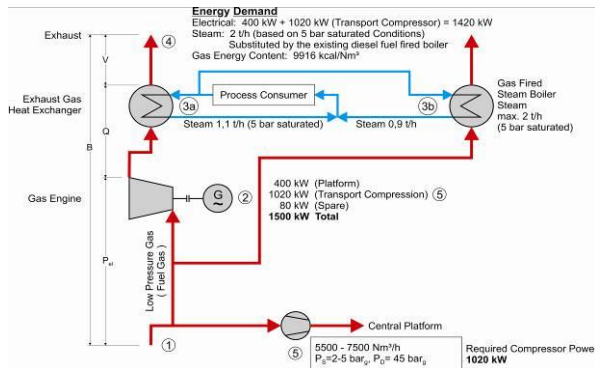 Energy Demand
Electrical: 400 kW + 1020 kW (Transport Compressor) = 1420 kW
Steam: 2 t/h (based on 5 bar saturated Conditions)
Substituted by the existing diesel fuel fired boiler
Gas Energy Content: 9916 kcal/Nm³
Exhaust
4
V
Exhaust Gas
Heat Exchanger
3a
Process Consumer
3b
Gas Fired
Steam Boiler
Steam
max. 2 t/h
(5 bar saturated)
Steam 1,1 t/h (5 bar saturated)
Steam 0,9 t/h
Q
B
Gas Engine
G
~
2
400 kW (Platform)
1020 kW (Transport Compression) 5
80 kW (Spare)
1500 kW Total
Pel
Low Pressure Gas
( Fuel Gas )
1
Central Platform
5
5500 - 7500 Nm³/h
PS=2-5 barg, PD= 45 barg
Required Compressor Powe
1020 kW